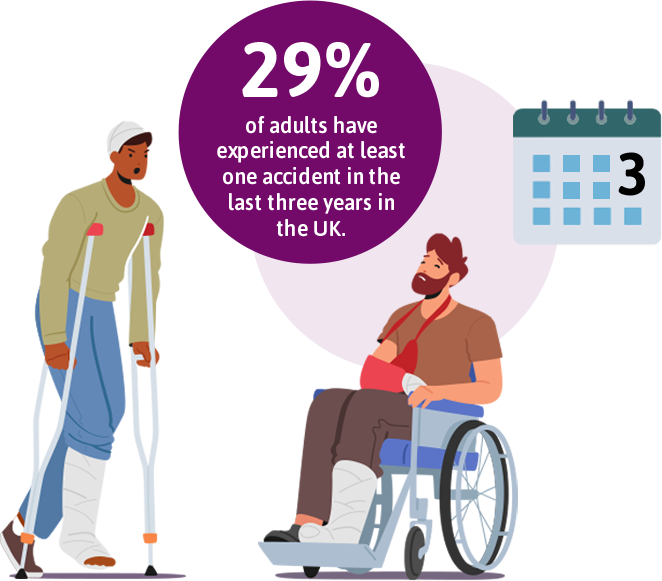 29%
of adults have
experienced at least
one accident in the
last three years in
the UK.
3